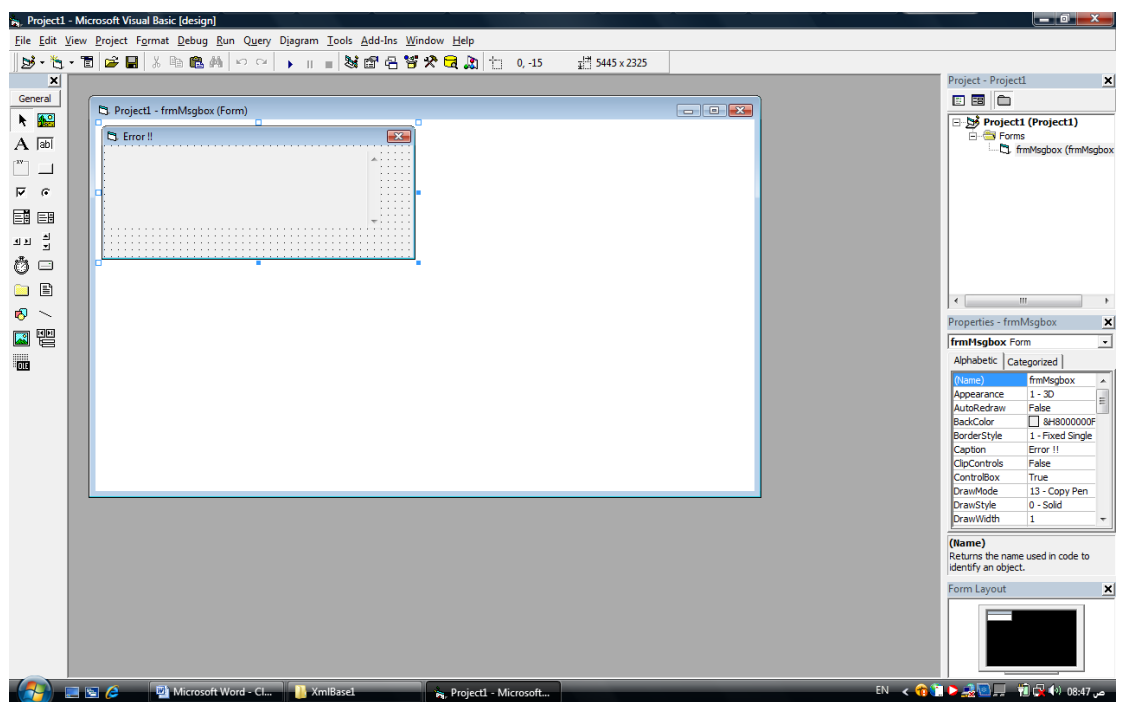 Project1 - Microsoft Visual Basic [design]
File Edit View Project Format Debug Run Query Diagram Tools Add-Ins Window Help
0, -15 5445 x 2325
General
Project1 - frmMsgbox (Form)
Error !!
A
ab|
XY
OLE
Project - Project1
Project1 (Project1)
Forms
frmMsgbox (frmMsgbox
Properties - frmMsgbox
frmMsgbox Form
Alphabetic Categorized
(Name) frmMsgbox
Appearance 1 - 3D
AutoRedraw False
BackColor &H8000000F
BorderStyle 1 - Fixed Single
Caption Error !!
ClipControls False
ControlBox True
DrawMode 13 - Copy Pen
DrawStyle 0 - Solid
DrawWidth 1
(Name)
Returns the name used in code to
identify an object.
Form Layout
Microsoft Word - Cl... XmlBase1 Project1 - Microsoft... EN 08:47 ص